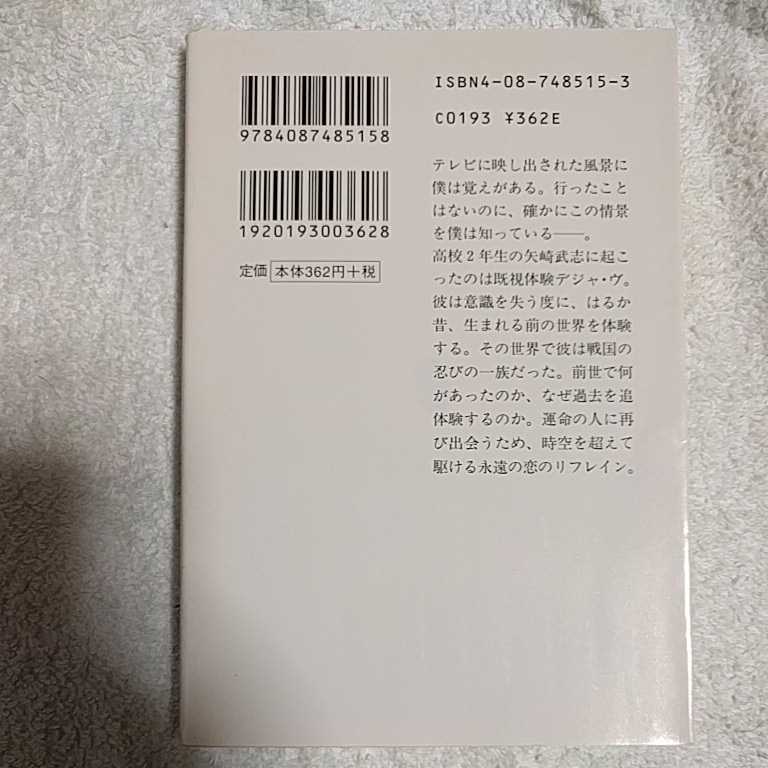 9784087485158
1920193003628
定価 本体362円+税
ISBN4-08-748515-3
C0193 ¥362E
テレビに映し出された風景に
僕は覚えがある。行ったこと
はないのに、確かにこの情景
を僕は知っている――。
高校2年生の矢崎武志に起こ
ったのは既視体験デジャ・ヴ。
彼は意識を失う度に、はるか
昔、生まれる前の世界を体験
する。その世界で彼は戦国の
忍びの一族だった。前世で何
があったのか、なぜ過去を追
体験するのか。運命の人に再
び出会うため、時空を超えて
駆ける永遠の恋のリフレイン。